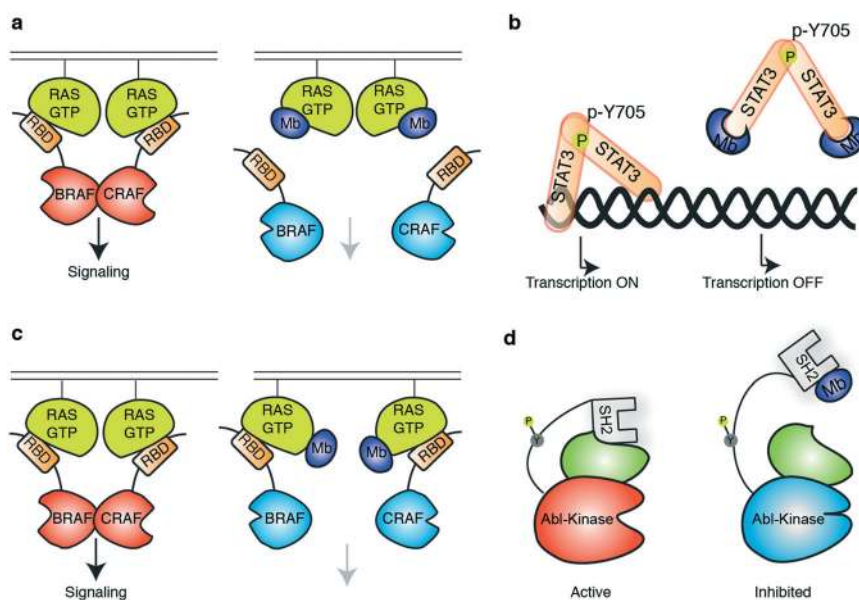 a
RAS
GTP
RAS
GTP
RBD
RBD
BRAF
CRAF
Signaling
RAS
GTP
RAS
GTP
Mb
Mb
RBD
RBD
BRAF
CRAF
b
p-Y705
P
STAT3
STAT3
Transcription ON
p-Y705
P
STAT3
STAT3
Mb
Mb
Transcription OFF
c
RAS
GTP
RAS
GTP
RBD
RBD
BRAF
CRAF
Signaling
RAS
GTP
RAS
GTP
RBD
Mb
Mb
RBD
BRAF
CRAF
d
SH2
P
Y
Abl-Kinase
Active
SH2
Mb
P
Y
Abl-Kinase
Inhibited